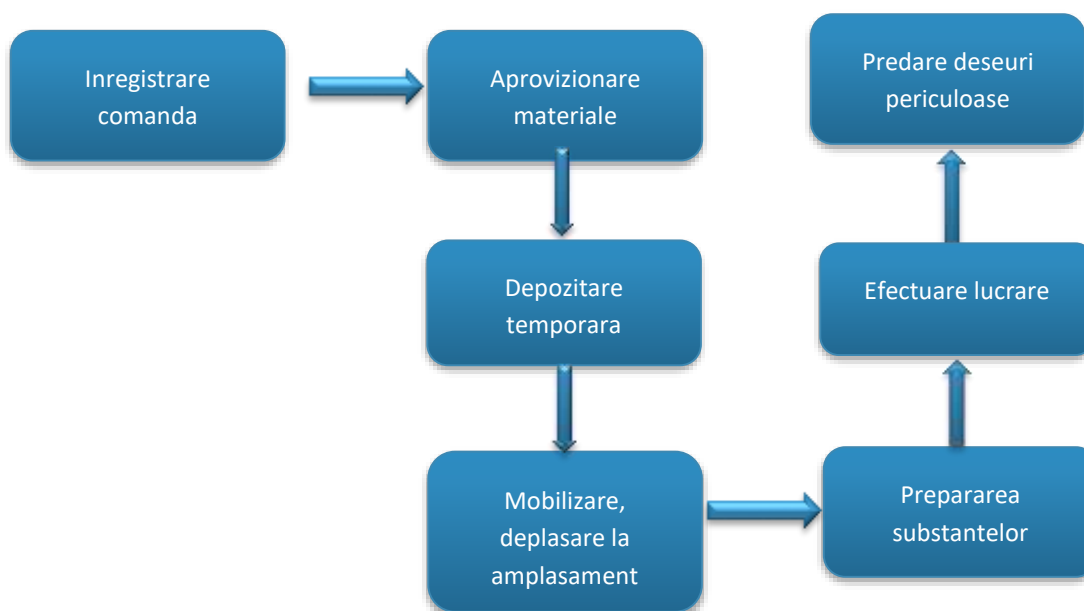 Inregistrare
comanda
Aprovizionare
materiale
Depozitare
temporara
Mobilizare,
deplasare la
amplasament
Prepararea
substantelor
Efectuare lucrare
Predare deseuri
periculoase